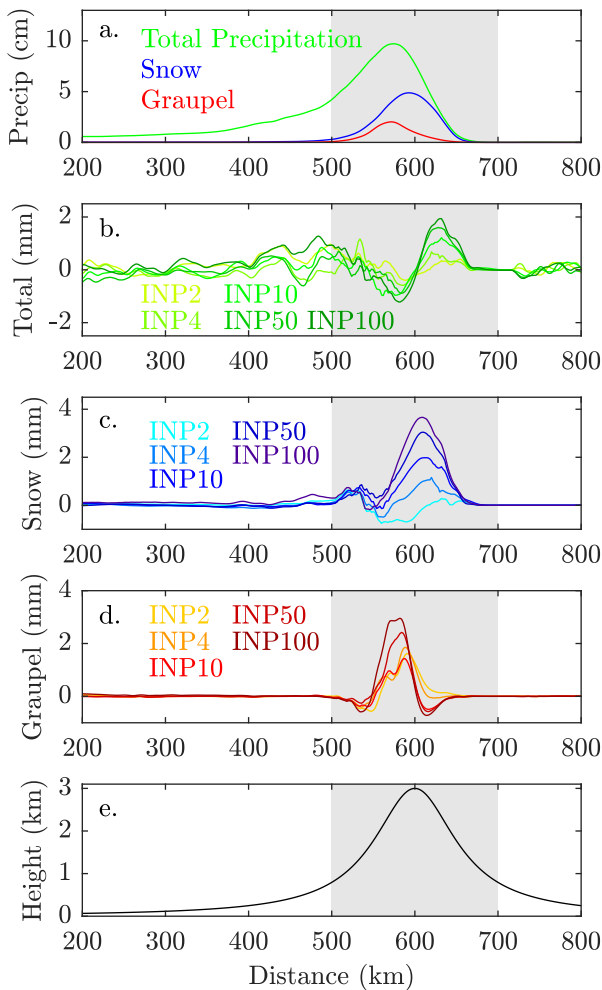 a.
Total Precipitation
Snow
Graupel
Precip (cm)
10
5
0
200 300 400 500 600 700 800
b.
INP2 INP10
INP4 INP50 INP100
Total (mm)
2
0
-2
200 300 400 500 600 700 800
c.
INP2 INP50
INP4 INP100
INP10
Snow (mm)
4
2
0
200 300 400 500 600 700 800
d.
INP2 INP50
INP4 INP100
INP10
Graupel (mm)
4
2
0
200 300 400 500 600 700 800
e.
Height (km)
3
2
1
0
200 300 400 500 600 700 800
Distance (km)